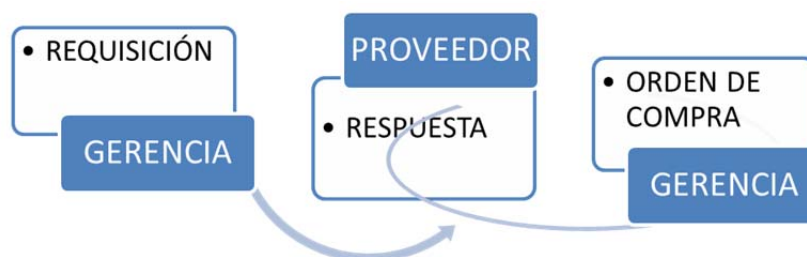 • REQUISICIÓN
GERENCIA
PROVEEDOR
• RESPUESTA
• ORDEN DE
COMPRA
GERENCIA